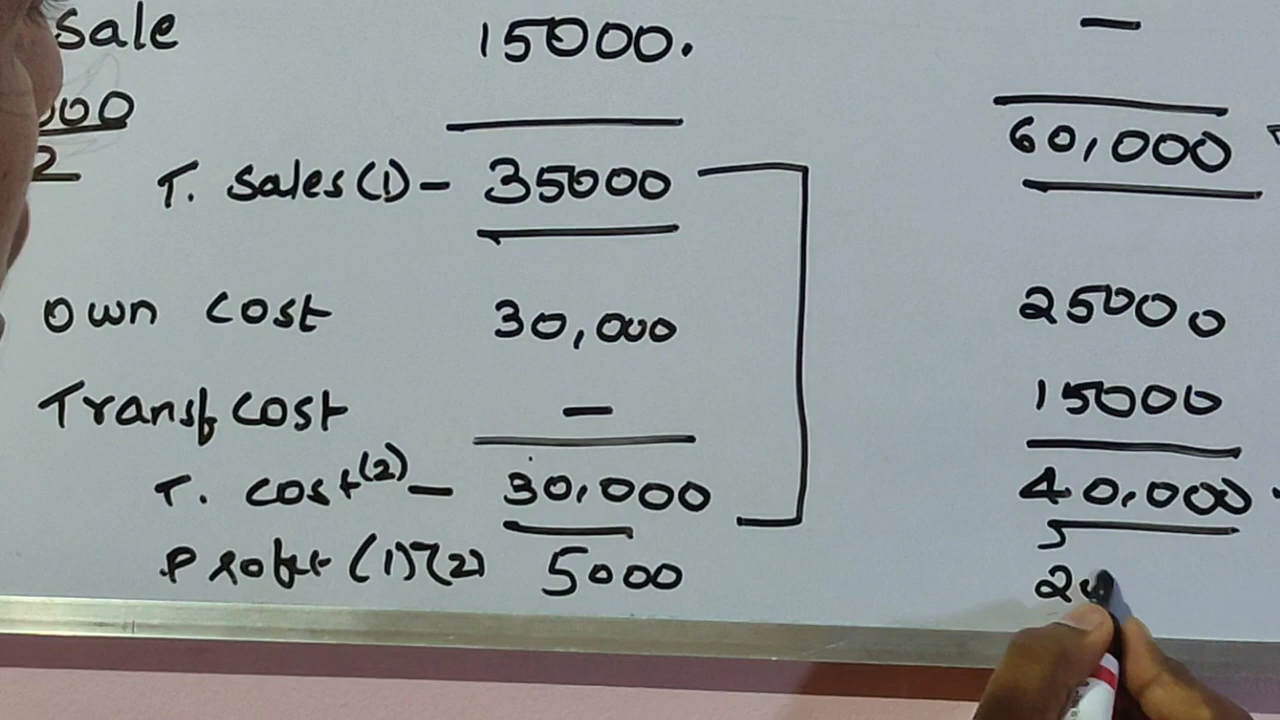 sale 15000. —
000
2
60,000
T. Sales (1) – 35000
own cost 30,000 25000
Transf cost – 15000
T. cost (2) – 30,000 40,000
Profit (1)-(2) 5000 20